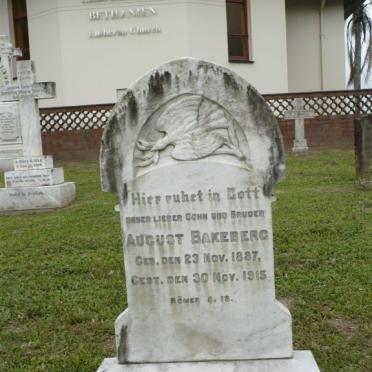 BETHANIEN
Lutheran Church
Hier ruhet in Gott
unser lieber Sohn und Bruder
August Bakeberg
Geb. den 23 Nov. 1887,
Gest. den 30 Nov. 1915.
Römer 8. 18.